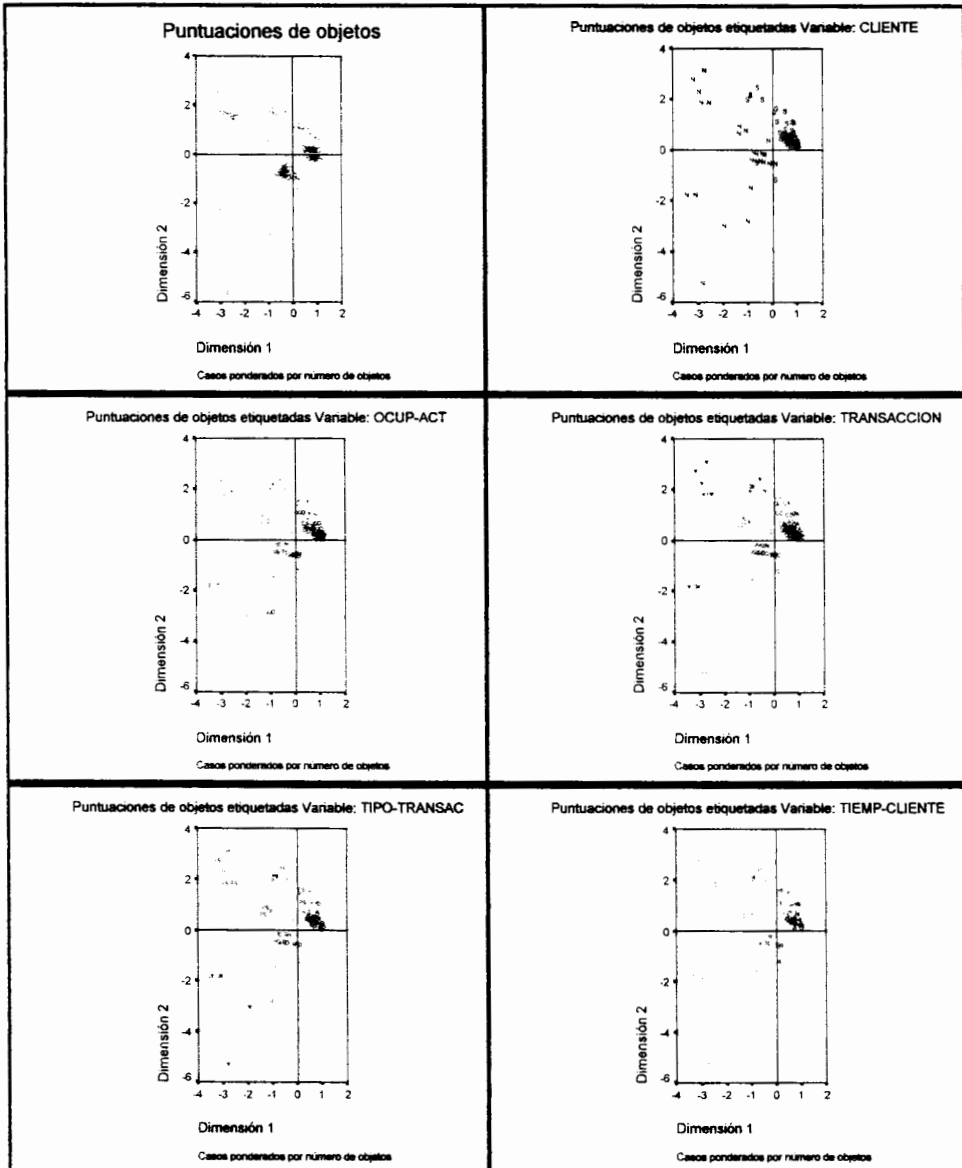 Puntuaciones de objetos
4
2
0
-2
-4
-6
-4 -3 -2 -1 0 1 2
Dimensión 2
Dimensión 1
Casos ponderados por número de objetos
Puntuaciones de objetos etiquetadas Variable: CLIENTE
4
2
0
-2
-4
-6
-4 -3 -2 -1 0 1 2
Dimensión 2
Dimensión 1
Casos ponderados por número de objetos
Puntuaciones de objetos etiquetadas Variable: OCUP-ACT
4
2
0
-2
-4
-6
-4 -3 -2 -1 0 1 2
Dimensión 2
Dimensión 1
Casos ponderados por número de objetos
Puntuaciones de objetos etiquetadas Variable: TRANSACCION
4
2
0
-2
-4
-6
-4 -3 -2 -1 0 1 2
Dimensión 2
Dimensión 1
Casos ponderados por número de objetos
Puntuaciones de objetos etiquetadas Variable: TIPO-TRANSAC
4
2
0
-2
-4
-6
-4 -3 -2 -1 0 1 2
Dimensión 2
Dimensión 1
Casos ponderados por número de objetos
Puntuaciones de objetos etiquetadas Variable: TIEMP-CLIENTE
4
2
0
-2
-4
-6
-4 -3 -2 -1 0 1 2
Dimensión 2
Dimensión 1
Casos ponderados por número de objetos